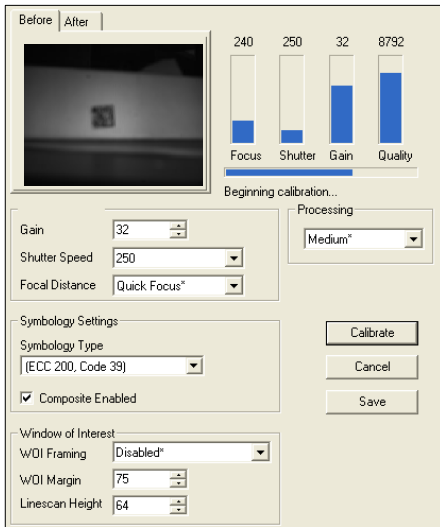 Before After
240 250 32 8792
Focus Shutter Gain Quality
Beginning calibration...
Gain 32
Shutter Speed 250
Focal Distance Quick Focus*
Processing
Medium*
Symbology Settings
Symbology Type
(ECC 200, Code 39)
Composite Enabled
Calibrate
Cancel
Save
Window of Interest
WOI Framing Disabled*
WOI Margin 75
Linescan Height 64